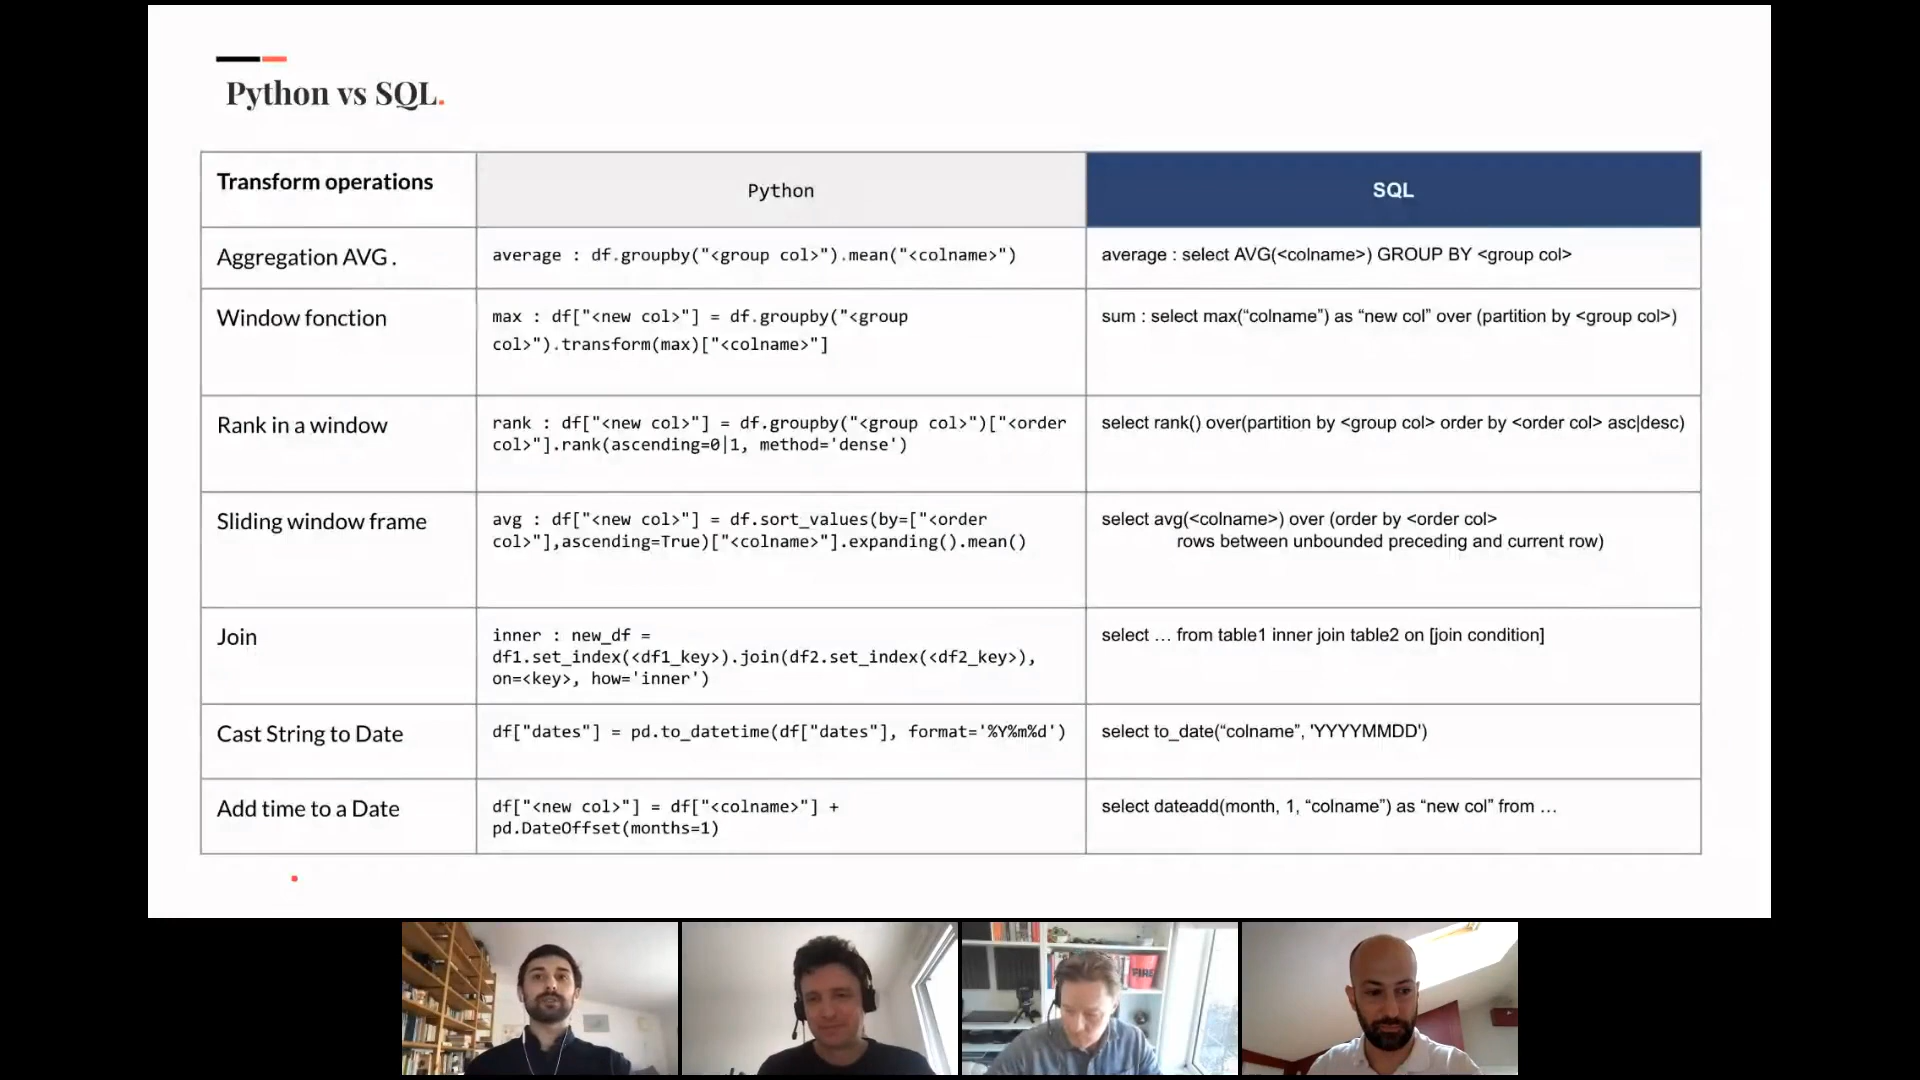 Python vs SQL.
Transform operations
Python
SQL
Aggregation AVG.
average : df.groupby("<group col>").mean("<colname>")
average : select AVG(<colname>) GROUP BY <group col>
Window fonction
max : df["<new col>"] = df.groupby("<group
col>").transform(max)["<colname>"]
sum : select max(“colname”) as “new col” over (partition by <group col>)
Rank in a window
rank : df["<new col>"] = df.groupby("<group col>")["<order
col>"].rank(ascending=0|1, method='dense')
select rank() over(partition by <group col> order by <order col> asc|desc)
Sliding window frame
avg : df["<new col>"] = df.sort_values(by=["<order
col>"],ascending=True)["<colname>"].expanding().mean()
select avg(<colname>) over (order by <order col>
rows between unbounded preceding and current row)
Join
inner : new_df =
df1.set_index(<df1_key>).join(df2.set_index(<df2_key>),
on=<key>, how='inner')
select … from table1 inner join table2 on [join condition]
Cast String to Date
df["dates"] = pd.to_datetime(df["dates"], format='%Y%m%d')
select to_date(“colname”, 'YYYYMMDD')
Add time to a Date
df["<new col>"] = df["<colname>"] +
pd.DateOffset(months=1)
select dateadd(month, 1, “colname”) as “new col” from …
FIRE